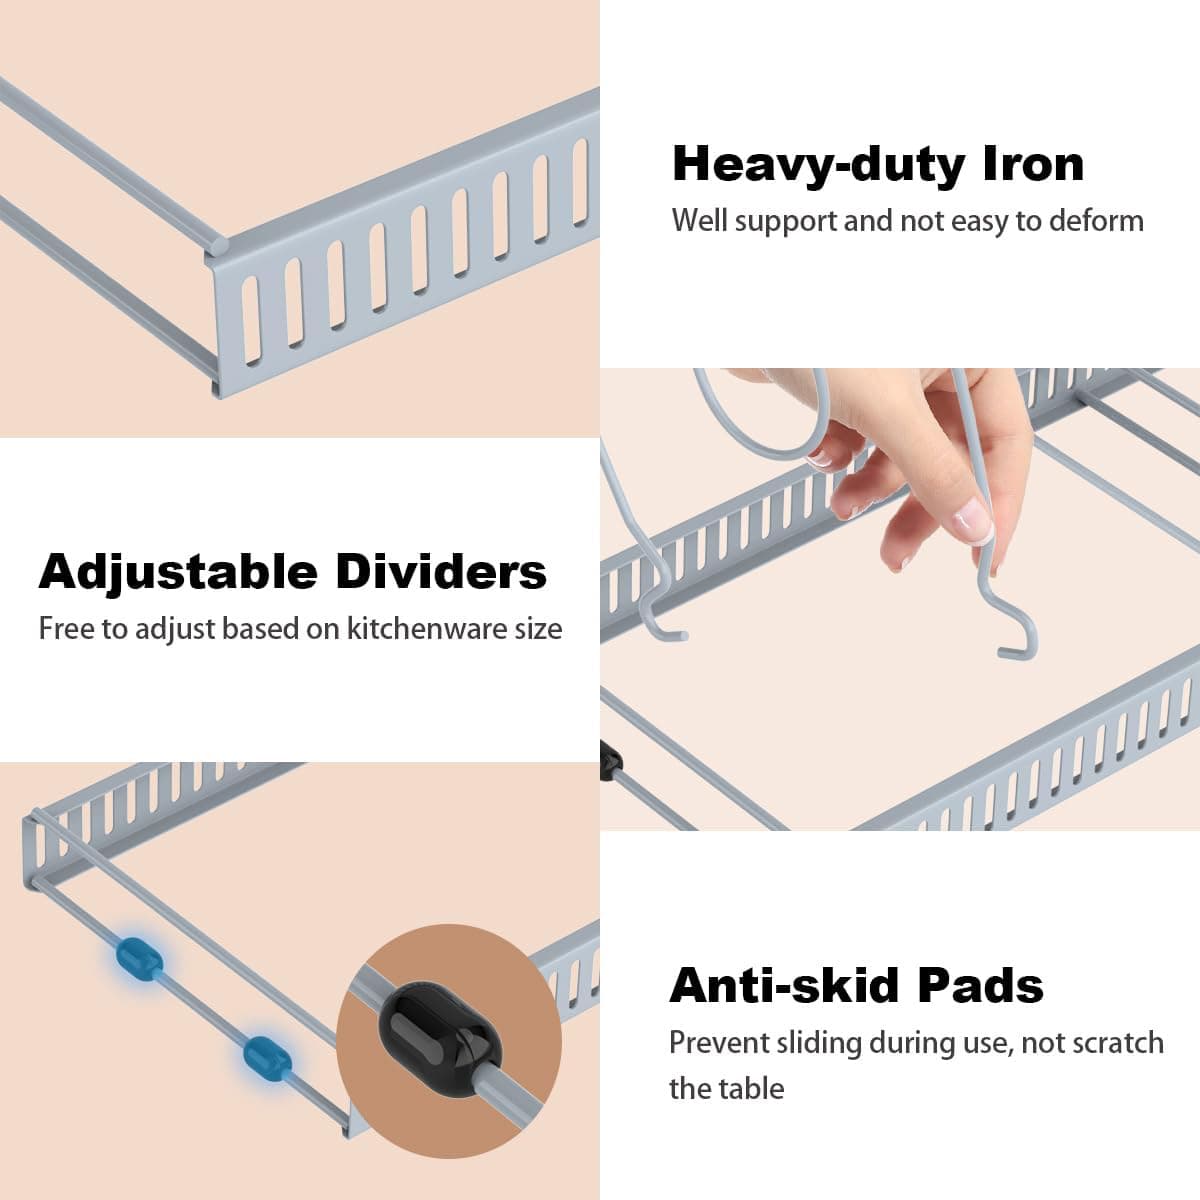 Heavy-duty Iron
Well support and not easy to deform
Adjustable Dividers
Free to adjust based on kitchenware size
Anti-skid Pads
Prevent sliding during use, not scratch
the table